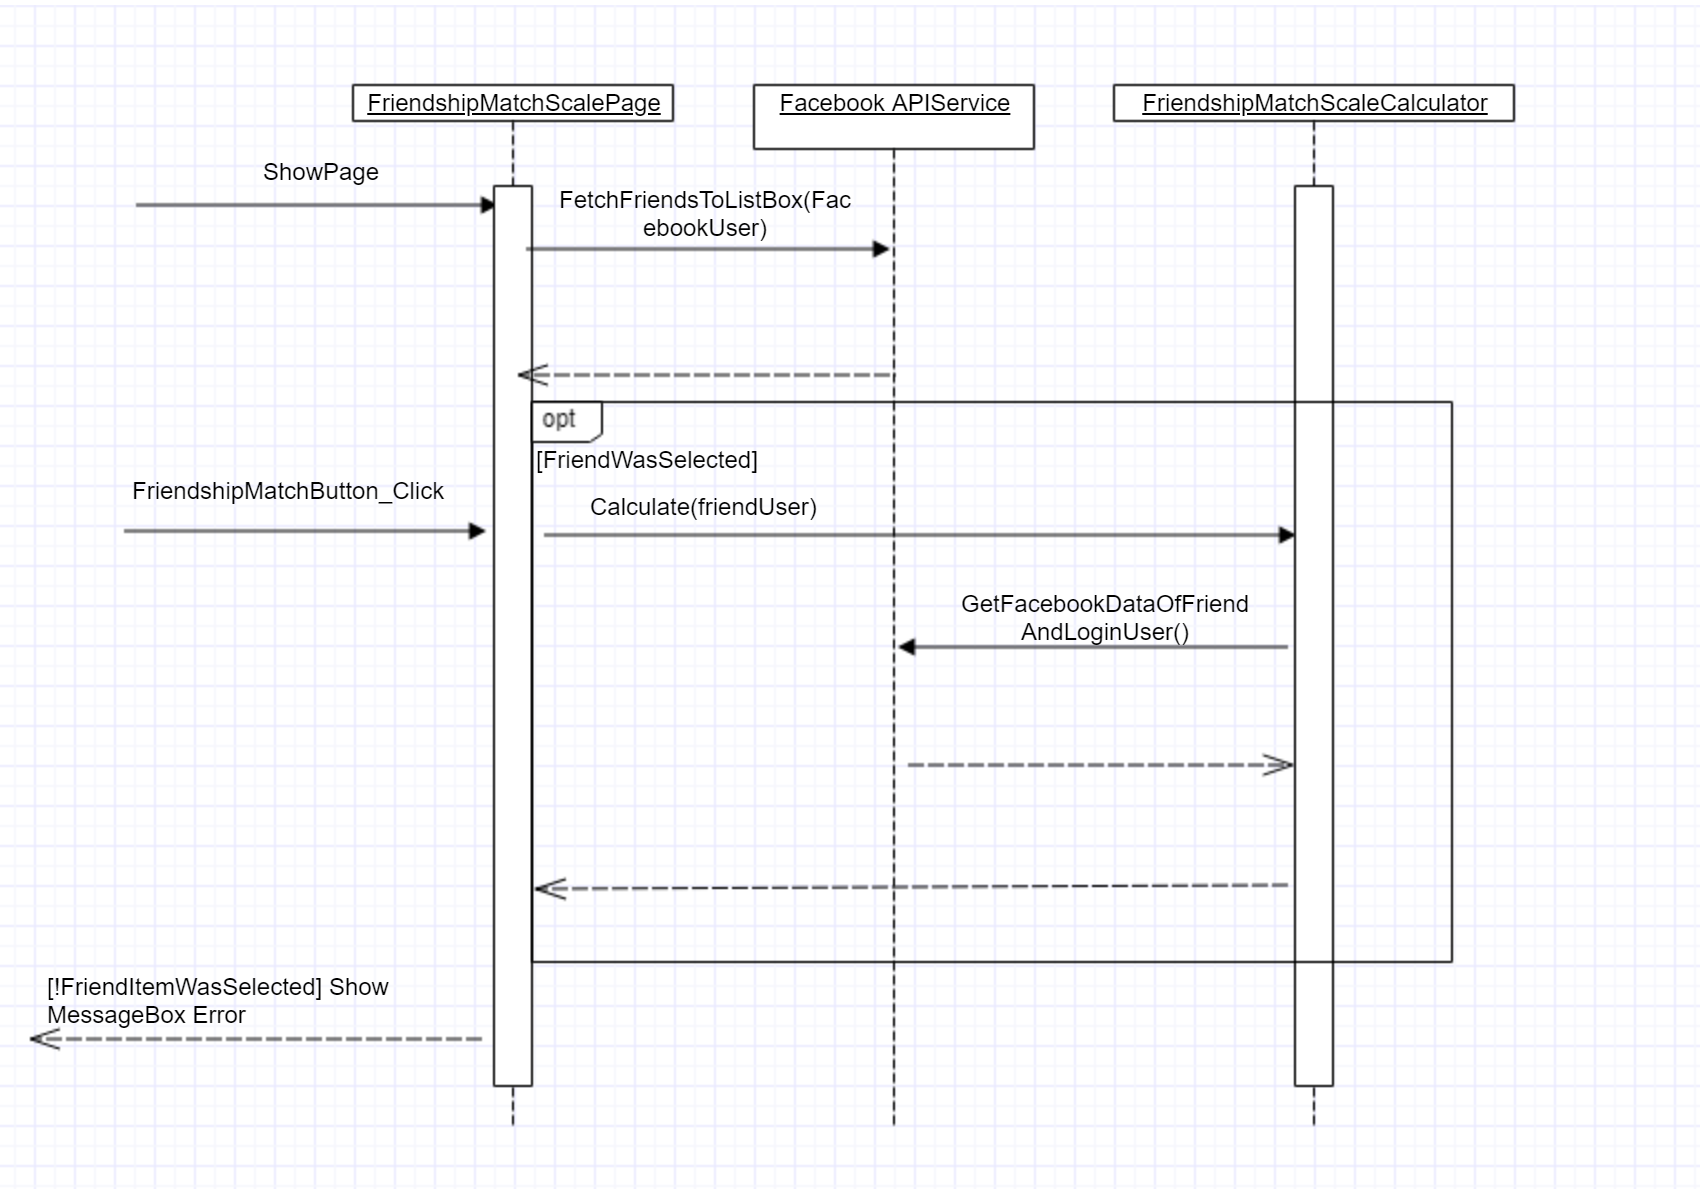 FriendshipMatchScalePage
Facebook APIService
FriendshipMatchScaleCalculator
ShowPage
FetchFriendsToListBox(Fac
ebookUser)
opt
[FriendWasSelected]
FriendshipMatchButton_Click
Calculate(friendUser)
GetFacebookDataOfFriend
AndLoginUser()
[!FriendItemWasSelected] Show
MessageBox Error